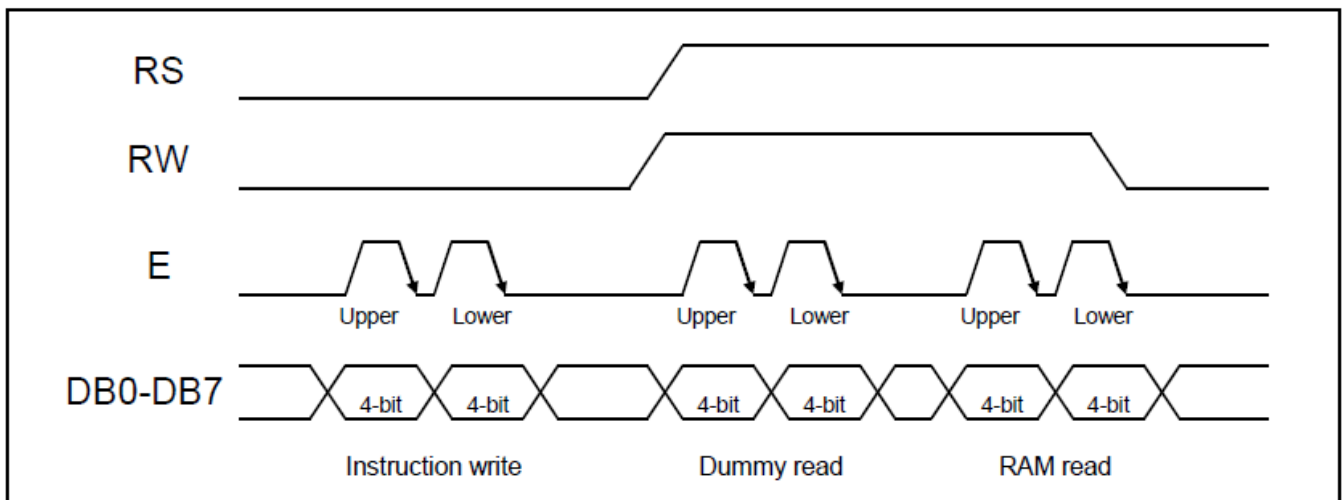 RS
RW
E
Upper Lower Upper Lower Upper Lower
DB0-DB7 4-bit 4-bit 4-bit 4-bit 4-bit 4-bit
Instruction write Dummy read RAM read